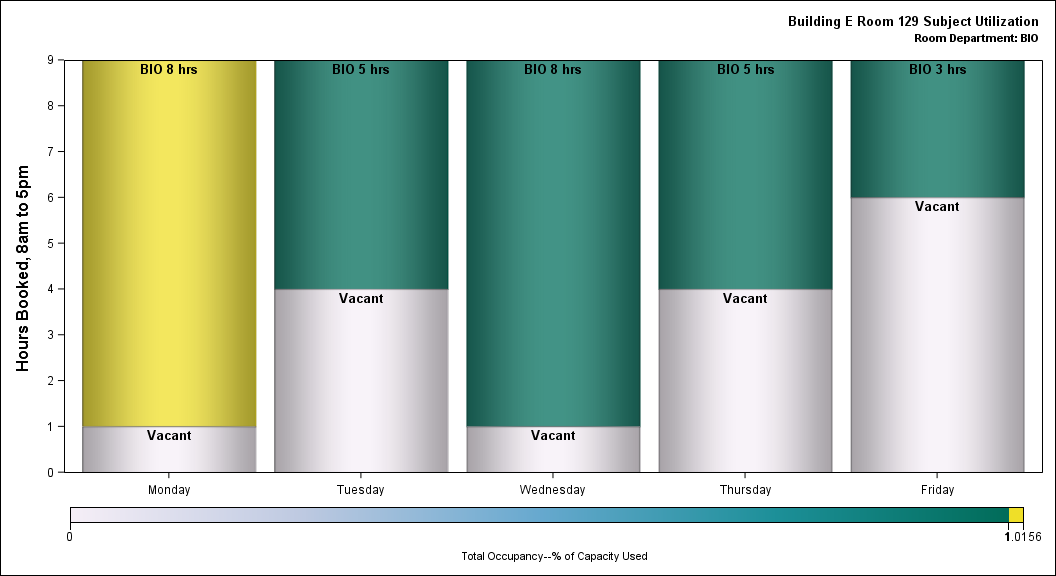 Building E Room 129 Subject Utilization
Room Department: BIO
Hours Booked, 8am to 5pm
9
8
7
6
5
4
3
2
1
0
BIO 8 hrs
Vacant
BIO 5 hrs
Vacant
BIO 8 hrs
Vacant
BIO 5 hrs
Vacant
BIO 3 hrs
Vacant
Monday Tuesday Wednesday Thursday Friday
0 1.0156
Total Occupancy--% of Capacity Used